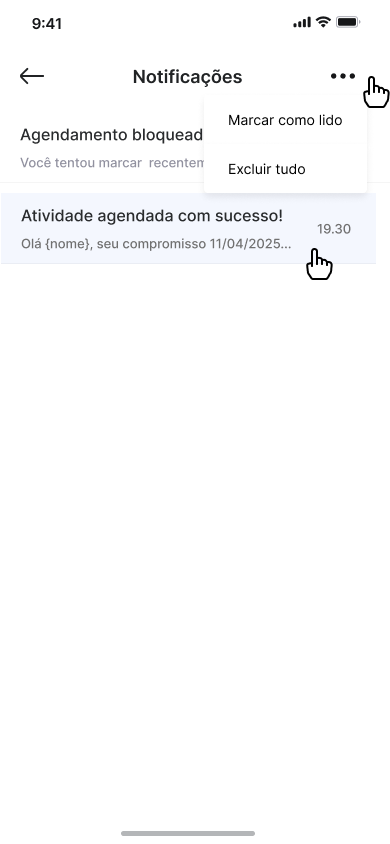 9:41
Notificações
Marcar como lido
Agendamento bloquead
Você tentou marcar recentem
Excluir tudo
Atividade agendada com sucesso!
19.30
Olá {nome}, seu compromisso 11/04/2025...